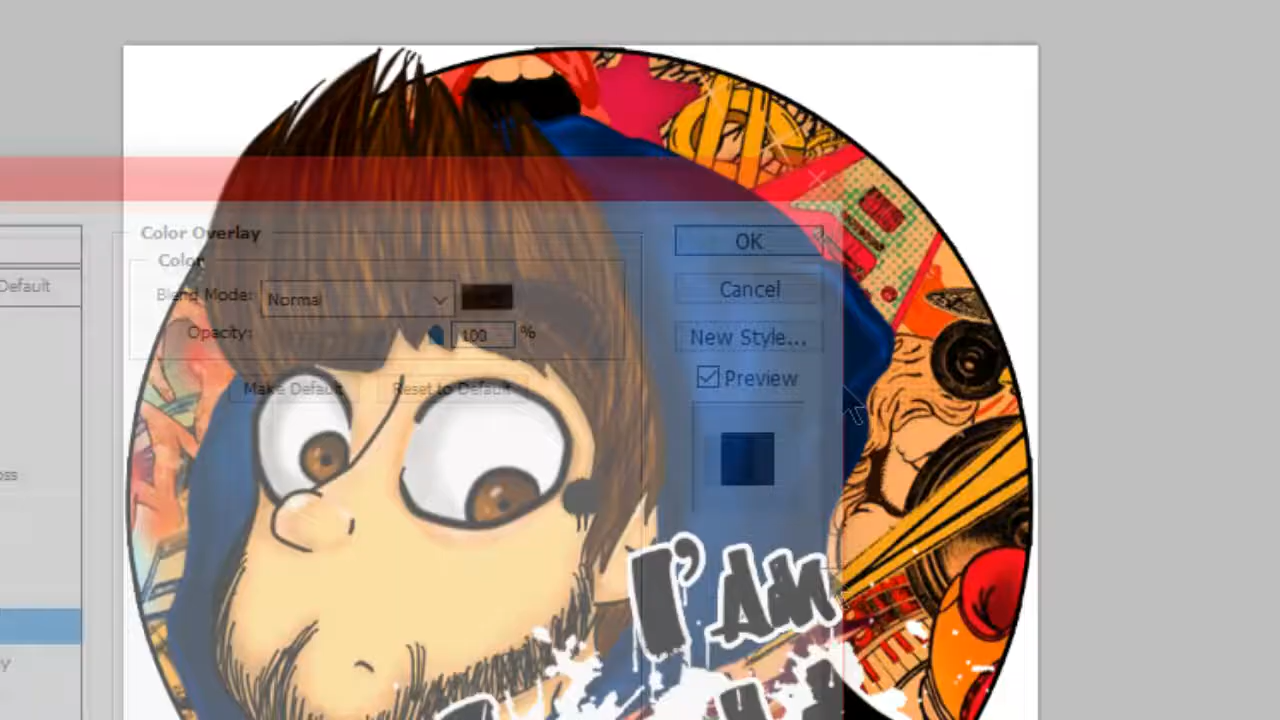 Color Overlay
Color
Default
Blend Mode: Normal
Opacity: 100 %
Make Default Reset to Default
OK
Cancel
New Style...
Preview
I'Am